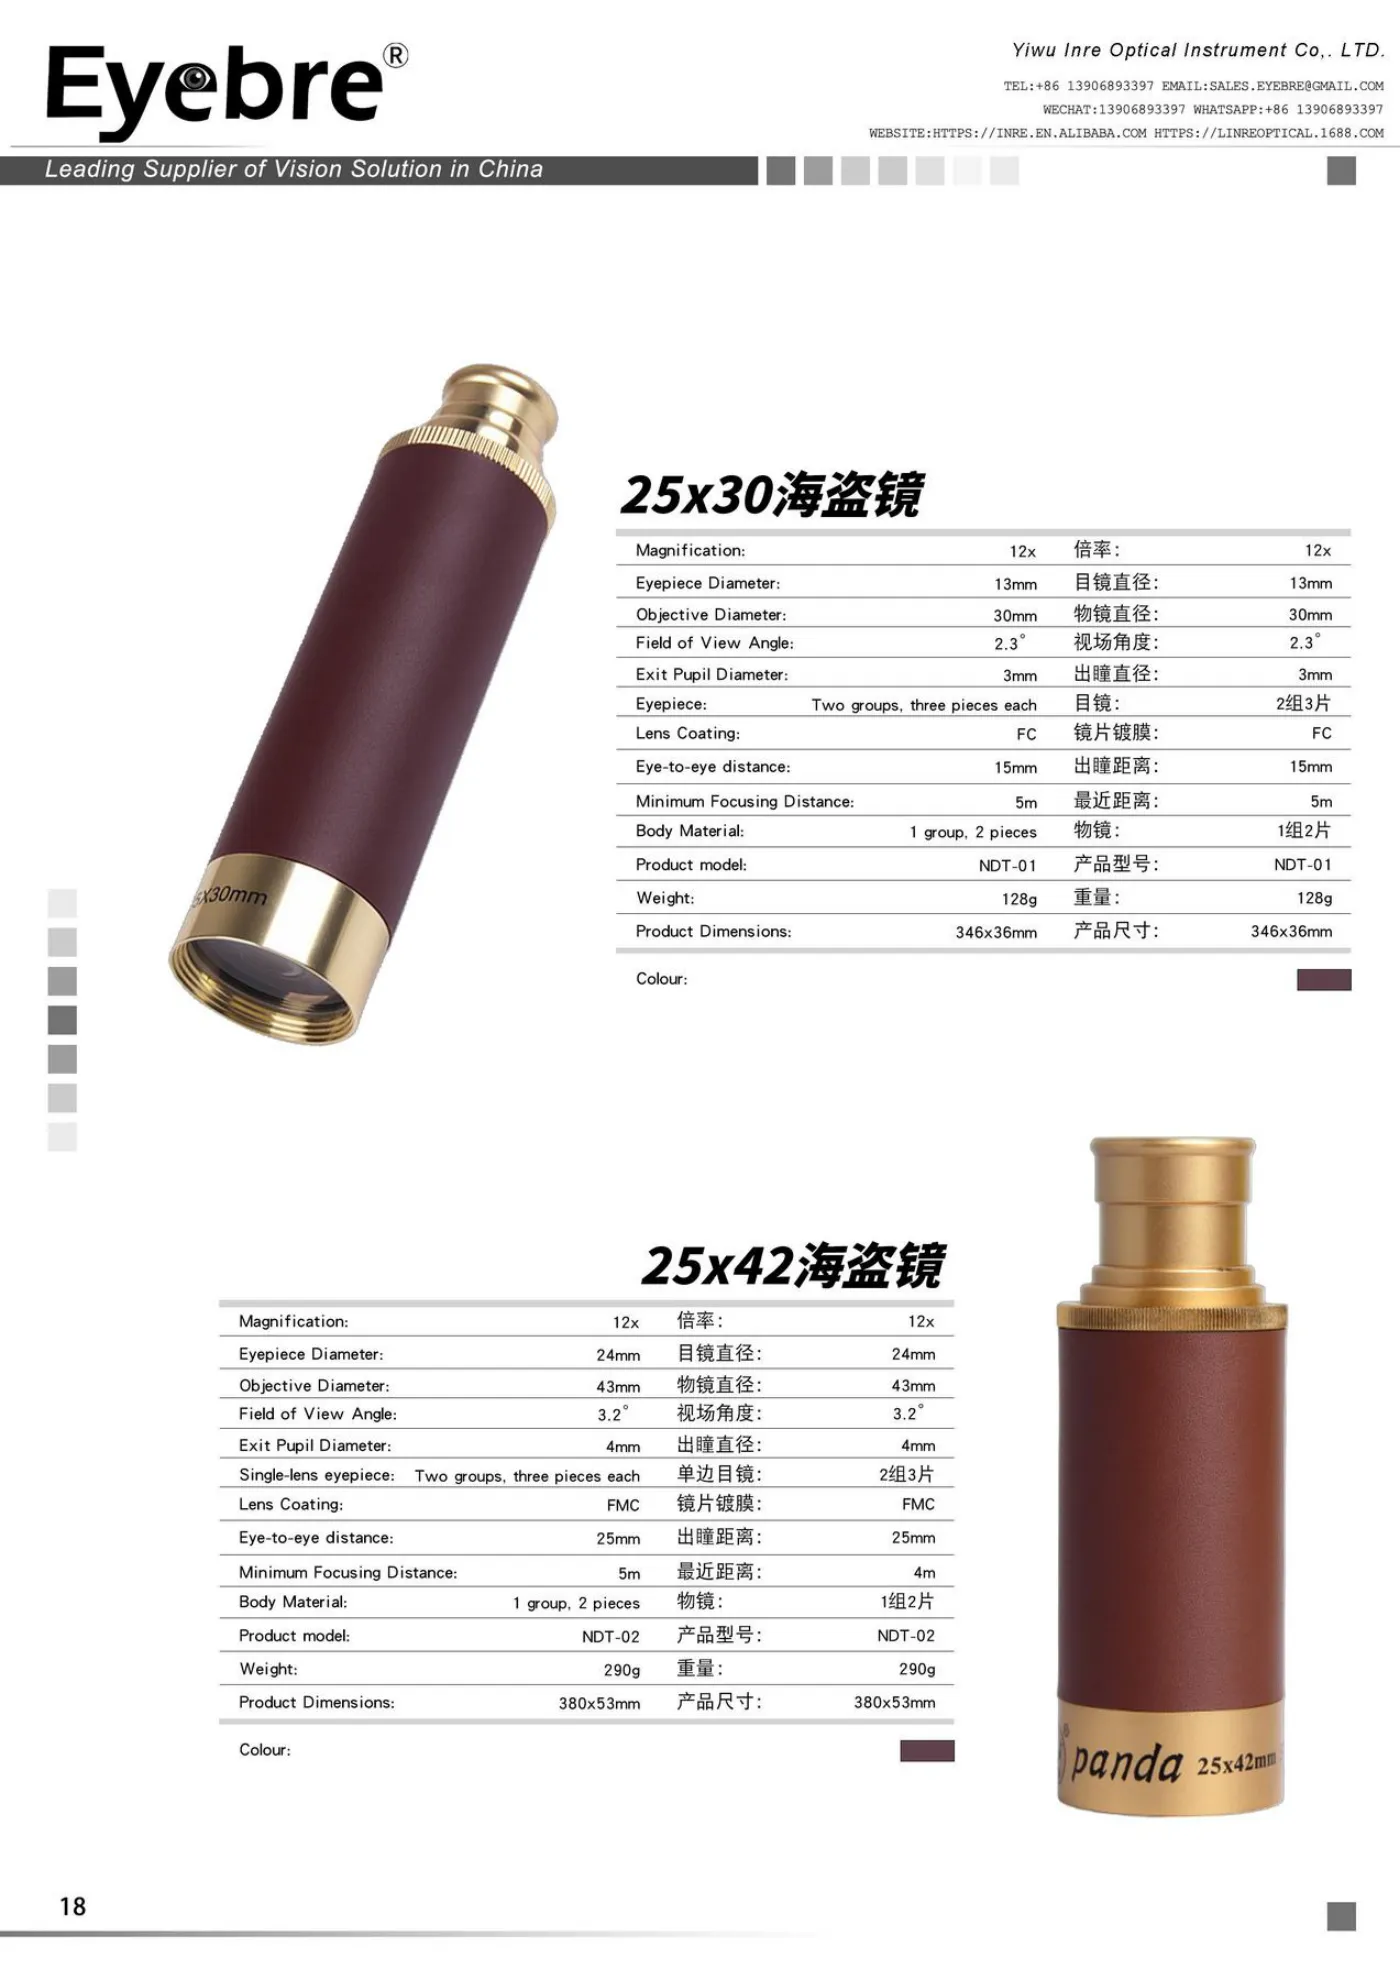 Eyebre®
Yiwu Inre Optical Instrument Co,. LTD.
TEL:+86 13906893397 EMAIL:SALES.EYEBRE@GMAIL.COM
WECHAT:13906893397 WHATSAPP:+86 13906893397
WEBSITE:HTTPS://INRE.EN.ALIBABA.COM HTTPS://LINREOPTICAL.1688.COM
Leading Supplier of Vision Solution in China
25x30海盗镜
Magnification: 12x 倍率: 12x
Eyepiece Diameter: 13mm 目镜直径: 13mm
Objective Diameter: 30mm 物镜直径: 30mm
Field of View Angle: 2.3° 视场角度: 2.3°
Exit Pupil Diameter: 3mm 出瞳直径: 3mm
Eyepiece: Two groups, three pieces each 目镜: 2组3片
Lens Coating: FC 镜片镀膜: FC
Eye-to-eye distance: 15mm 出瞳距离: 15mm
Minimum Focusing Distance: 5m 最近距离: 5m
Body Material: 1 group, 2 pieces 物镜: 1组2片
Product model: NDT-01 产品型号: NDT-01
Weight: 128g 重量: 128g
Product Dimensions: 346x36mm 产品尺寸: 346x36mm
Colour:
X30mm
25x42海盗镜
Magnification: 12x 倍率: 12x
Eyepiece Diameter: 24mm 目镜直径: 24mm
Objective Diameter: 43mm 物镜直径: 43mm
Field of View Angle: 3.2° 视场角度: 3.2°
Exit Pupil Diameter: 4mm 出瞳直径: 4mm
Single-lens eyepiece: Two groups, three pieces each 单边目镜: 2组3片
Lens Coating: FMC 镜片镀膜: FMC
Eye-to-eye distance: 25mm 出瞳距离: 25mm
Minimum Focusing Distance: 5m 最近距离: 4m
Body Material: 1 group, 2 pieces 物镜: 1组2片
Product model: NDT-02 产品型号: NDT-02
Weight: 290g 重量: 290g
Product Dimensions: 380x53mm 产品尺寸: 380x53mm
Colour:
® panda 25x42mm
18